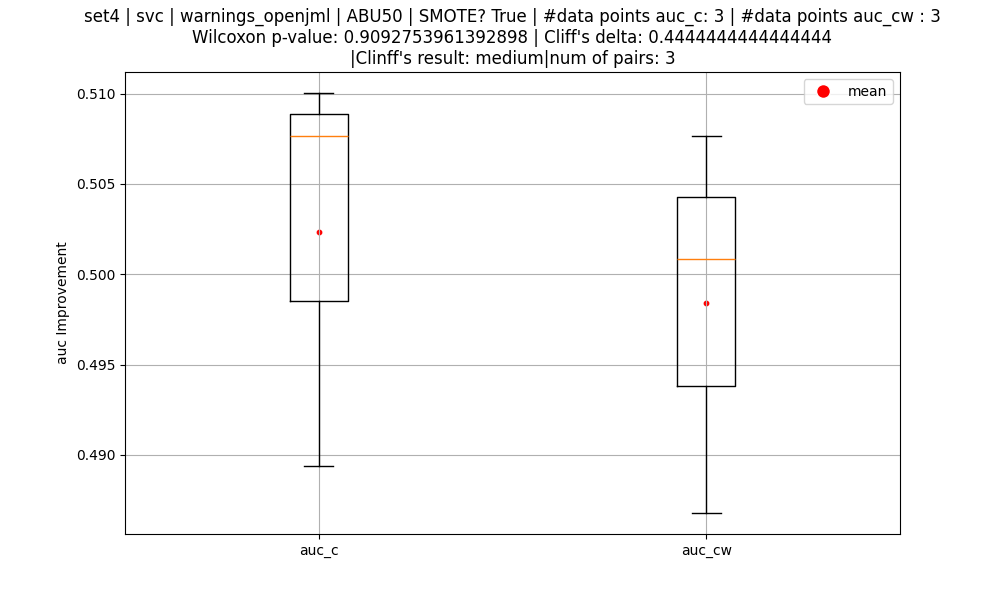 set4 | svc | warnings_openjml | ABU50 | SMOTE? True | #data points auc_c: 3 | #data points auc_cw : 3
Wilcoxon p-value: 0.9092753961392898 | Cliff's delta: 0.4444444444444444
|Clinff's result: medium|num of pairs: 3
mean
0.510
0.505
0.500
0.495
0.490
auc Improvement
auc_c
auc_cw